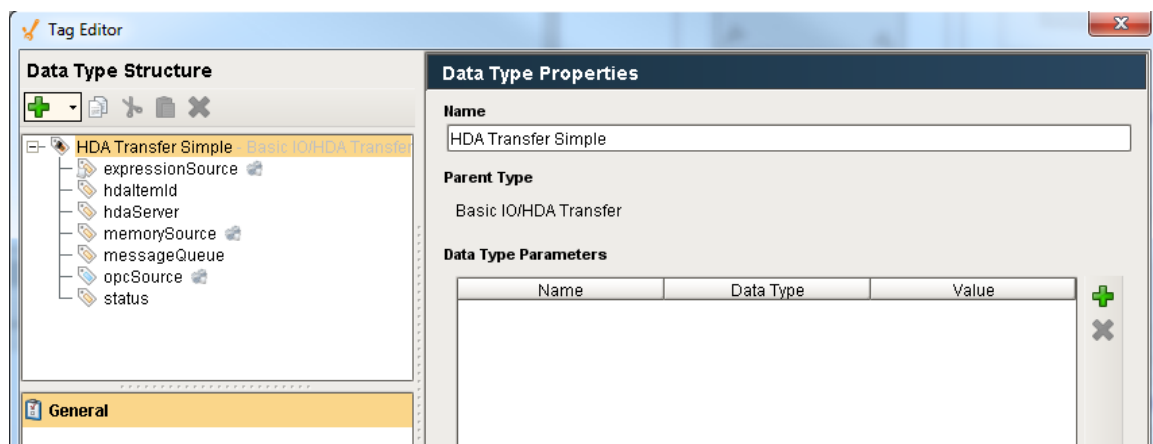 Tag Editor
Data Type Structure
HDA Transfer Simple - Basic IO/HDA Transfer
expressionSource
hdaItemId
hdaServer
memorySource
messageQueue
opcSource
status
General
Data Type Properties
Name
HDA Transfer Simple
Parent Type
Basic IO/HDA Transfer
Data Type Parameters
Name Data Type Value